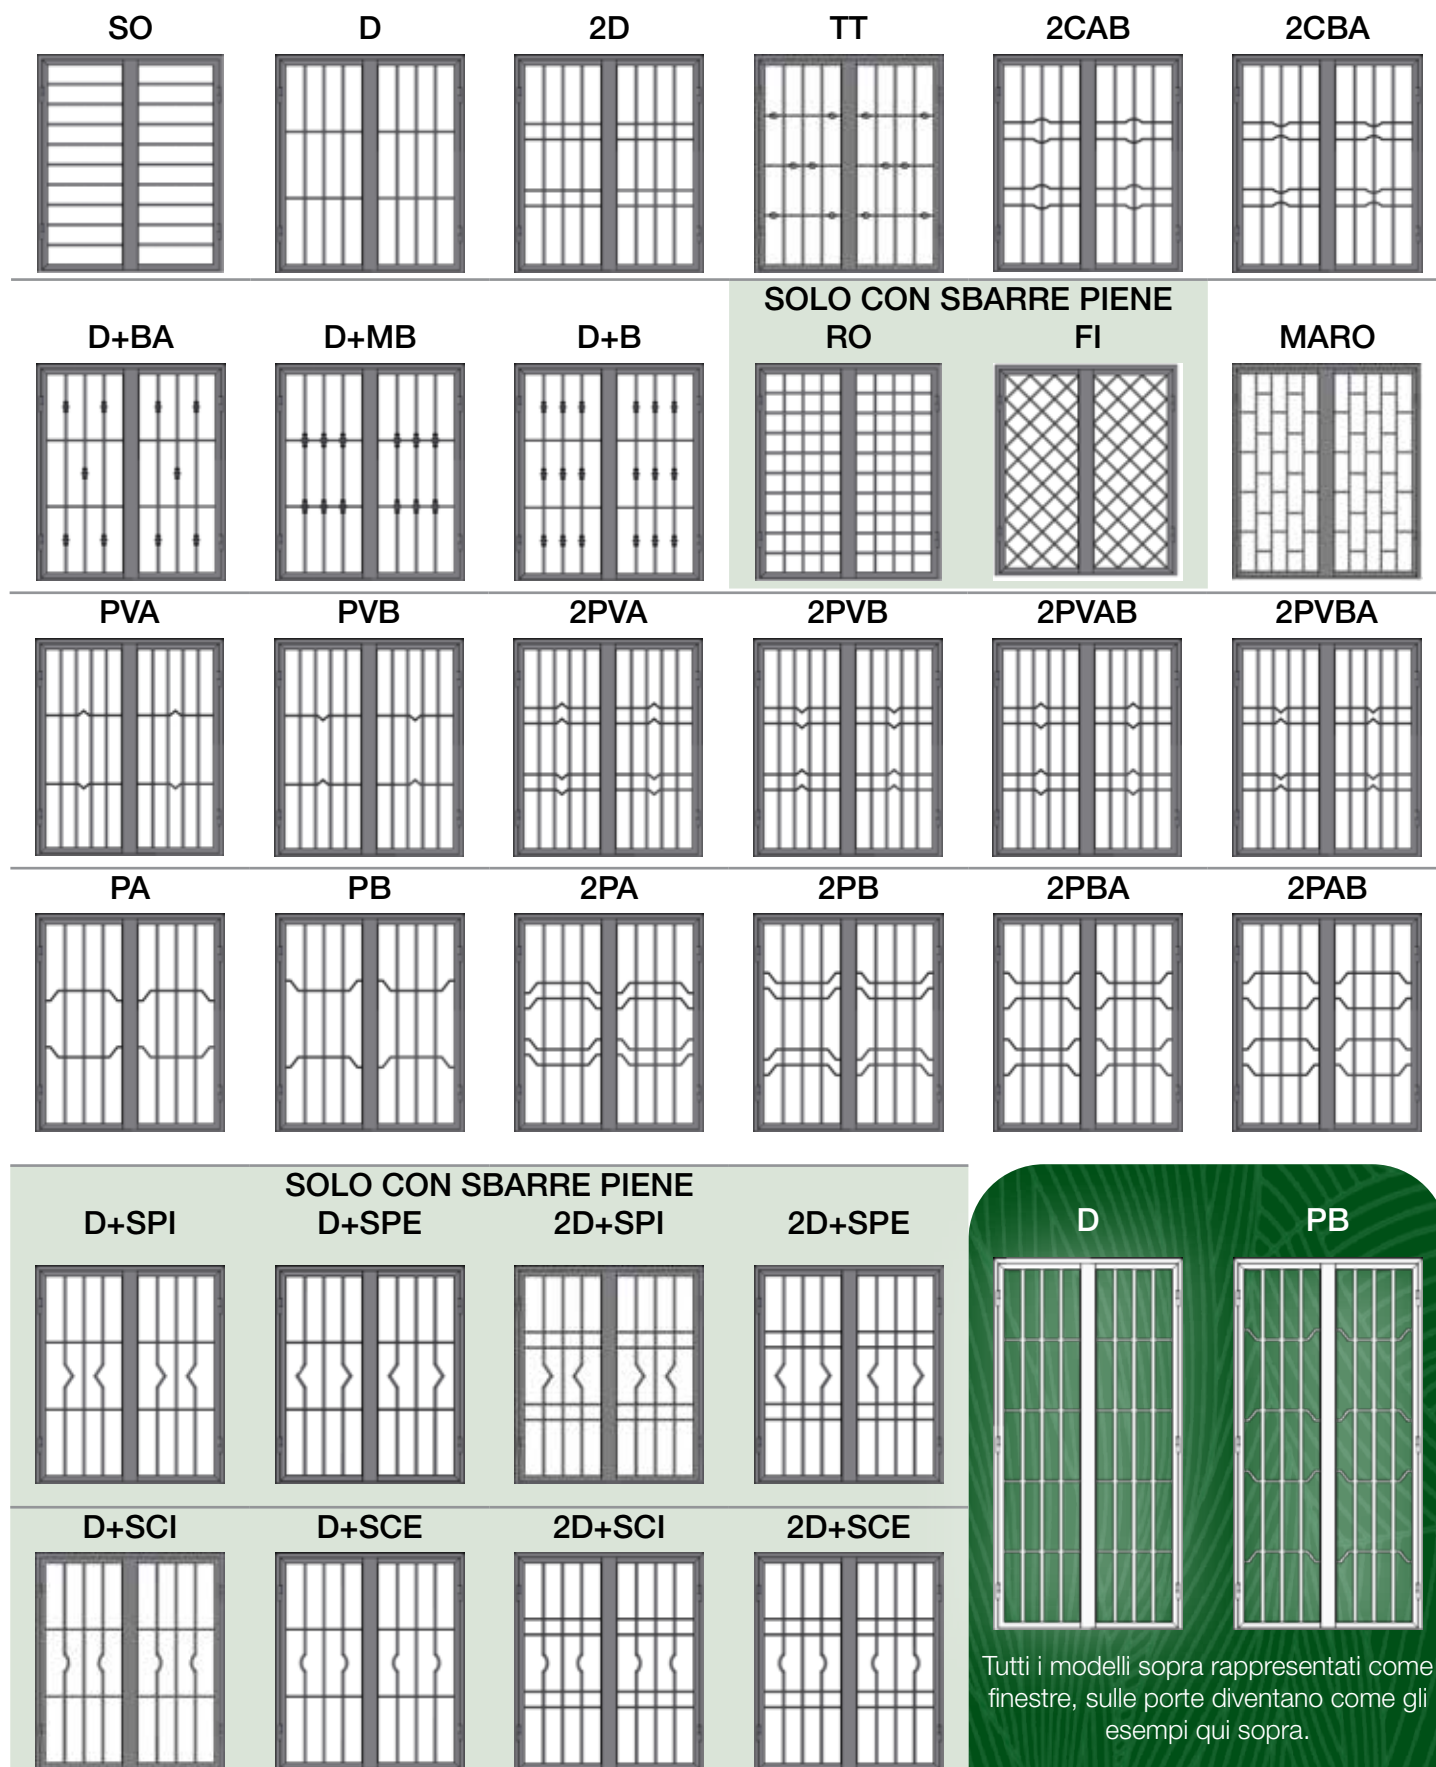 SO D 2D TT 2CAB 2CBA
SOLO CON SBARRE PIENE
D+BA D+MB D+B RO FI MARO
PVA PVB 2PVA 2PVB 2PVAB 2PVBA
PA PB 2PA 2PB 2PBA 2PAB
SOLO CON SBARRE PIENE
D+SPI D+SPE 2D+SPI 2D+SPE
D+SCI D+SCE 2D+SCI 2D+SCE
D PB
Tutti i modelli sopra rappresentati come
finestre, sulle porte diventano come gli
esempi qui sopra.